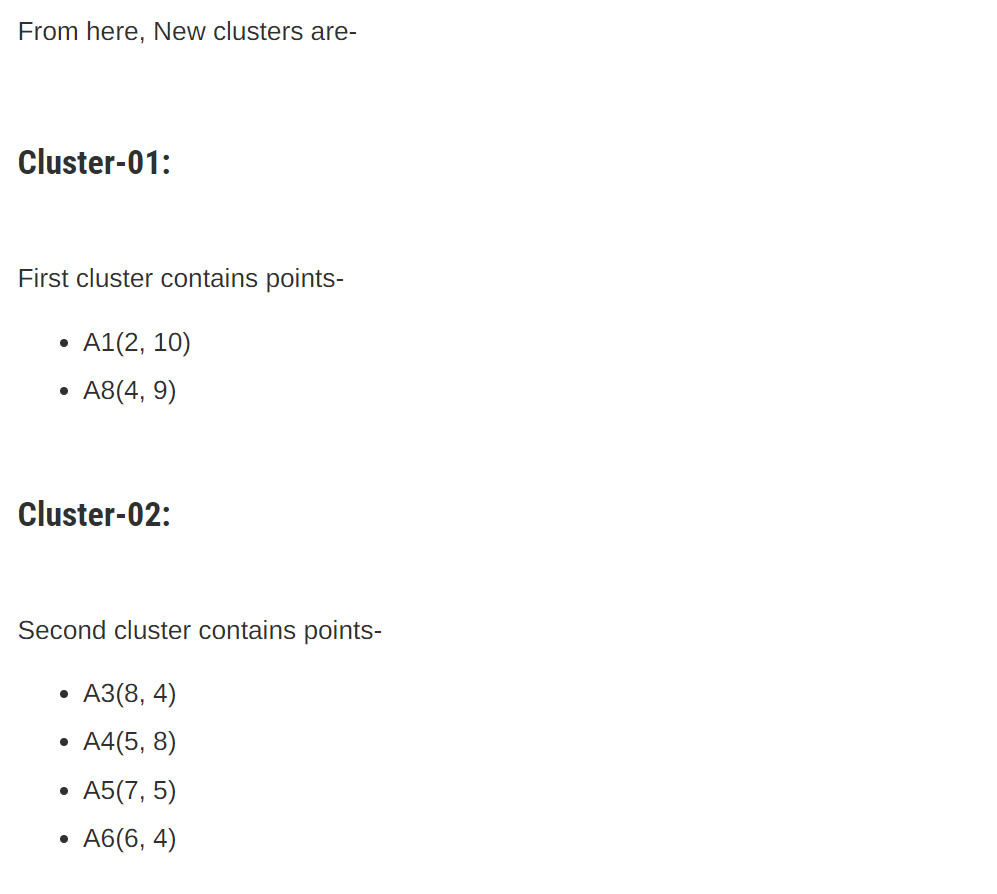 From here, New clusters are-
Cluster-01:
First cluster contains points-
• A1(2, 10)
• A8(4, 9)
Cluster-02:
Second cluster contains points-
• A3(8, 4)
• A4(5, 8)
• A5(7, 5)
• A6(6, 4)